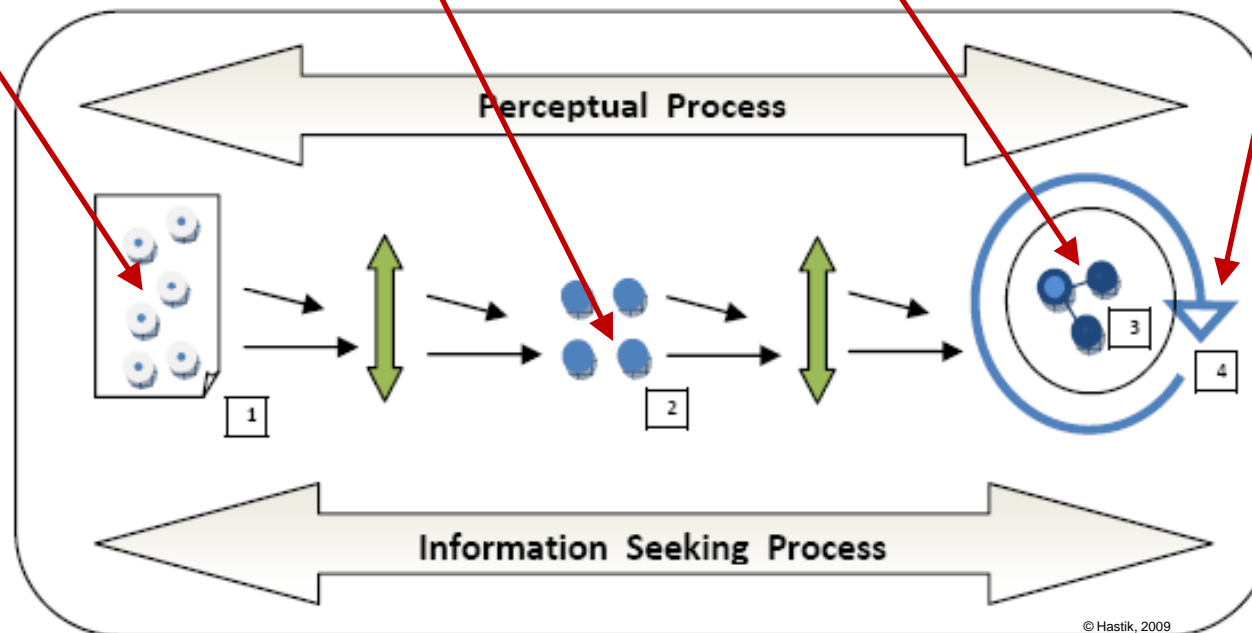 Perceptual Process
1
2
3
4
Information Seeking Process
© Hastik, 2009